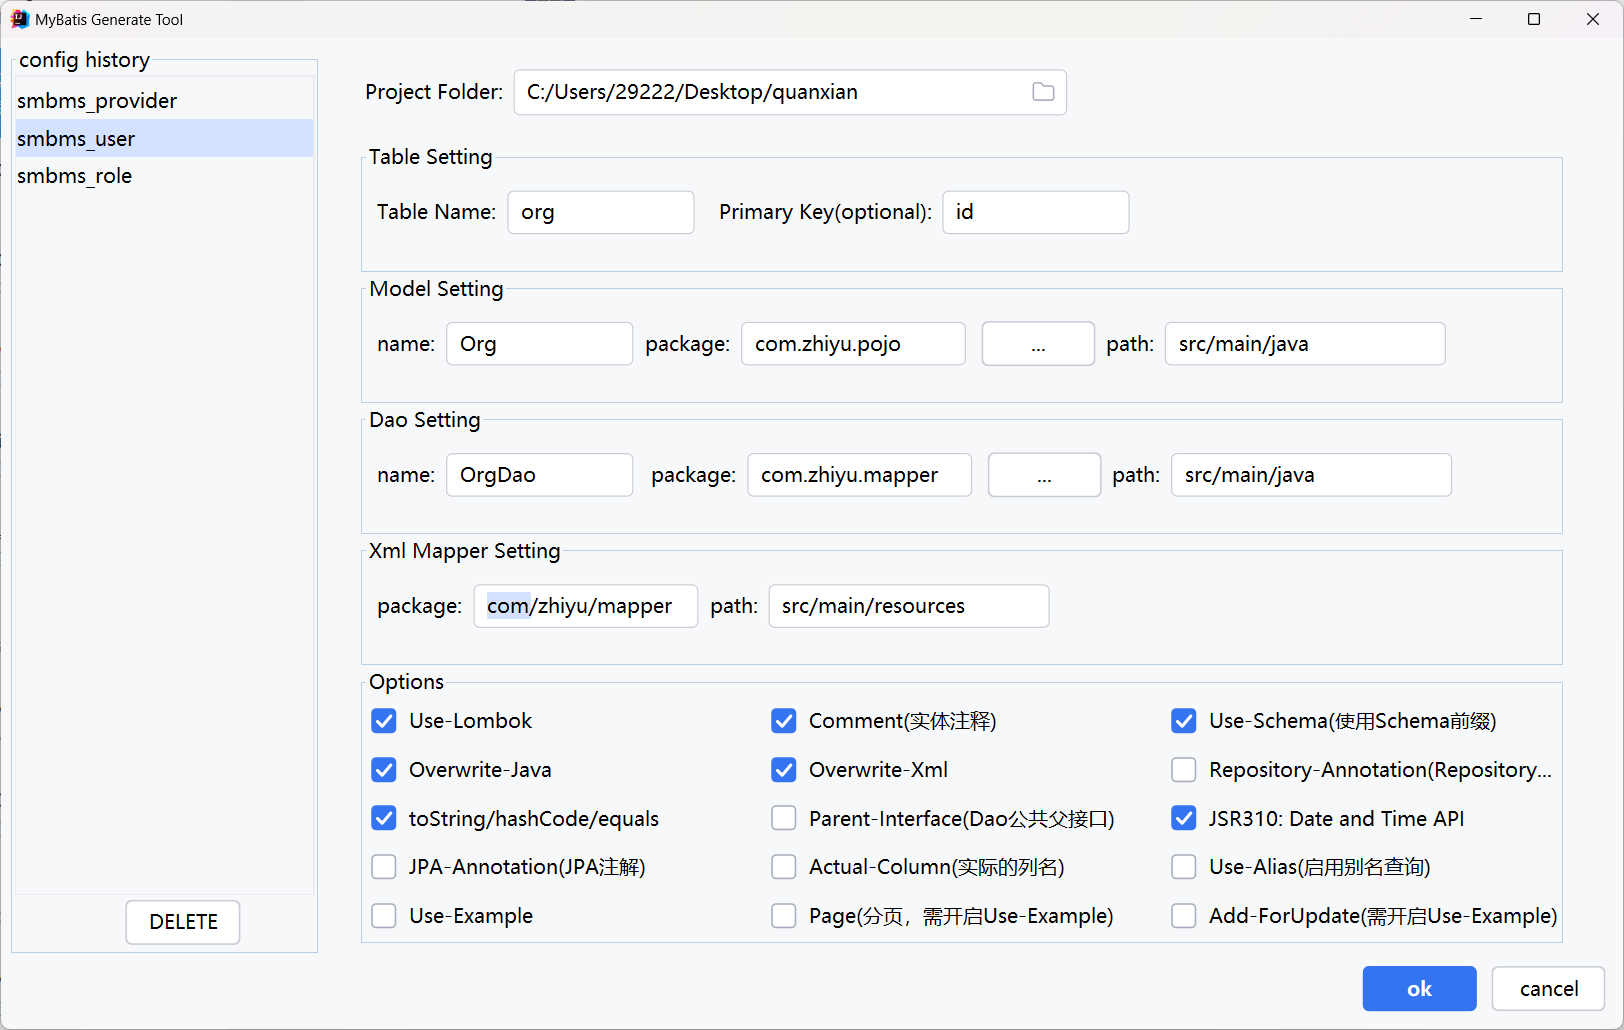 MyBatis Generate Tool
config history
smbms_provider
smbms_user
smbms_role
DELETE
Project Folder: C:/Users/29222/Desktop/quanxian
Table Setting
Table Name: org Primary Key(optional): id
Model Setting
name: Org package: com.zhiyu.pojo ... path: src/main/java
Dao Setting
name: OrgDao package: com.zhiyu.mapper ... path: src/main/java
Xml Mapper Setting
package: com/zhiyu/mapper path: src/main/resources
Options
Use-Lombok Comment(实体注释) Use-Schema(使用Schema前缀)
Overwrite-Java Overwrite-Xml Repository-Annotation(Repository...
toString/hashCode/equals Parent-Interface(Dao公共父接口) JSR310: Date and Time API
JPA-Annotation(JPA注解) Actual-Column(实际的列名) Use-Alias(启用别名查询)
Use-Example Page(分页，需开启Use-Example) Add-ForUpdate(需开启Use-Example)
ok cancel